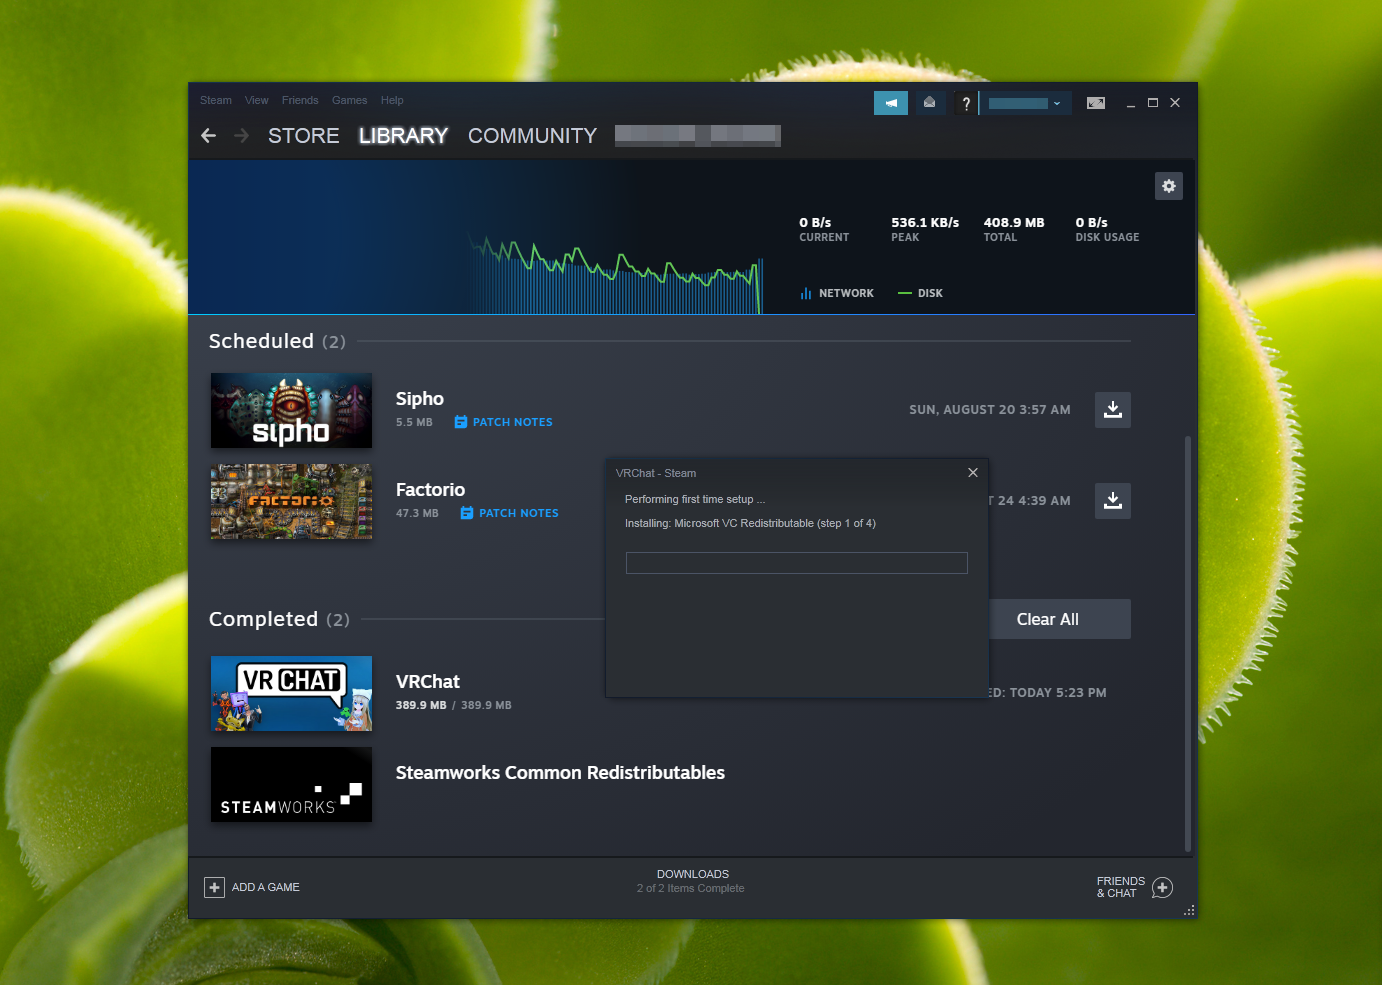 Steam View Friends Games Help
?
STORE LIBRARY COMMUNITY
0 B/s 536.1 KB/s 408.9 MB 0 B/s
CURRENT PEAK TOTAL DISK USAGE
NETWORK DISK
Scheduled (2)
sipho
Sipho
5.5 MB PATCH NOTES
SUN, AUGUST 20 3:57 AM
FACTORIO
Factorio
47.3 MB PATCH NOTES
T 24 4:39 AM
VRChat - Steam
Performing first time setup ...
Installing: Microsoft VC Redistributable (step 1 of 4)
Completed (2)
Clear All
VRCHAT
VRChat
389.9 MB / 389.9 MB
ED: TODAY 5:23 PM
STEAMWORKS
Steamworks Common Redistributables
ADD A GAME
DOWNLOADS
2 of 2 Items Complete
FRIENDS
& CHAT